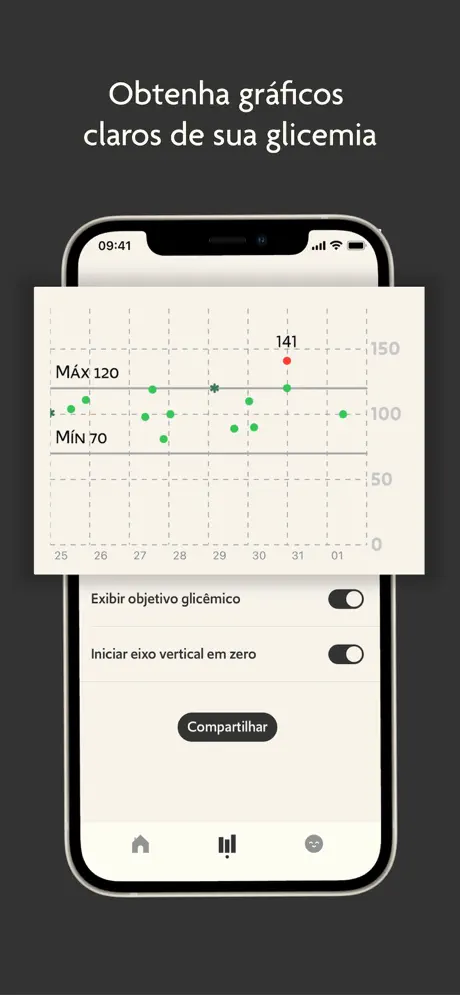 Obtenha gráficos
claros de sua glicemia
09:41
141
150
MÁX 120
100
MÍN 70
50
0
25 26 27 28 29 30 31 01
Exibir objetivo glicêmico
Iniciar eixo vertical em zero
Compartilhar